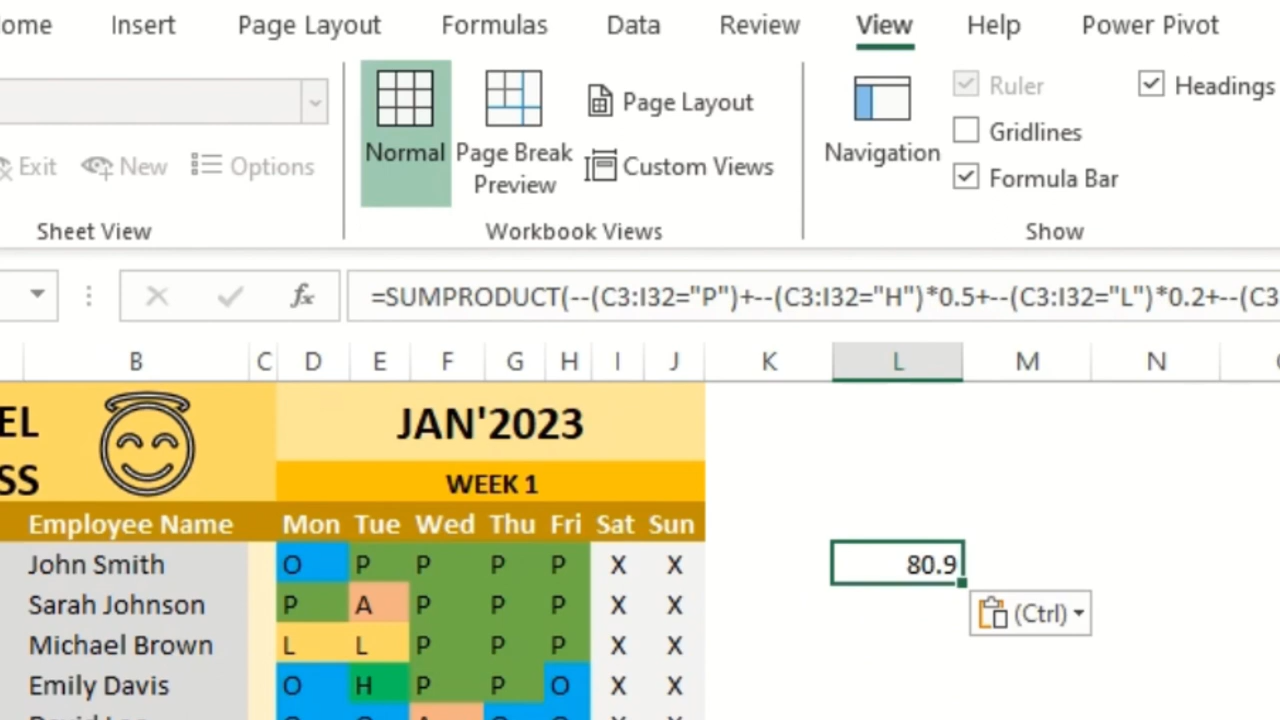 ome Insert Page Layout Formulas Data Review View Help Power Pivot
Normal
Page Break
Preview
Page Layout
Custom Views
Navigation
Ruler
Gridlines
Formula Bar
Headings
Exit New Options
Sheet View Workbook Views Show
fx =SUMPRODUCT(--(C3:I32="P")+--(C3:I32="H")*0.5+--(C3:I32="L")*0.2+--(C3
B C D E F G H I J K L M N
EL
SS
JAN'2023
WEEK 1
Employee Name Mon Tue Wed Thu Fri Sat Sun
John Smith O P P P P X X 80.9
Sarah Johnson P A P P P X X
(Ctrl)
Michael Brown L L P P P X X
Emily Davis O H P P O X X